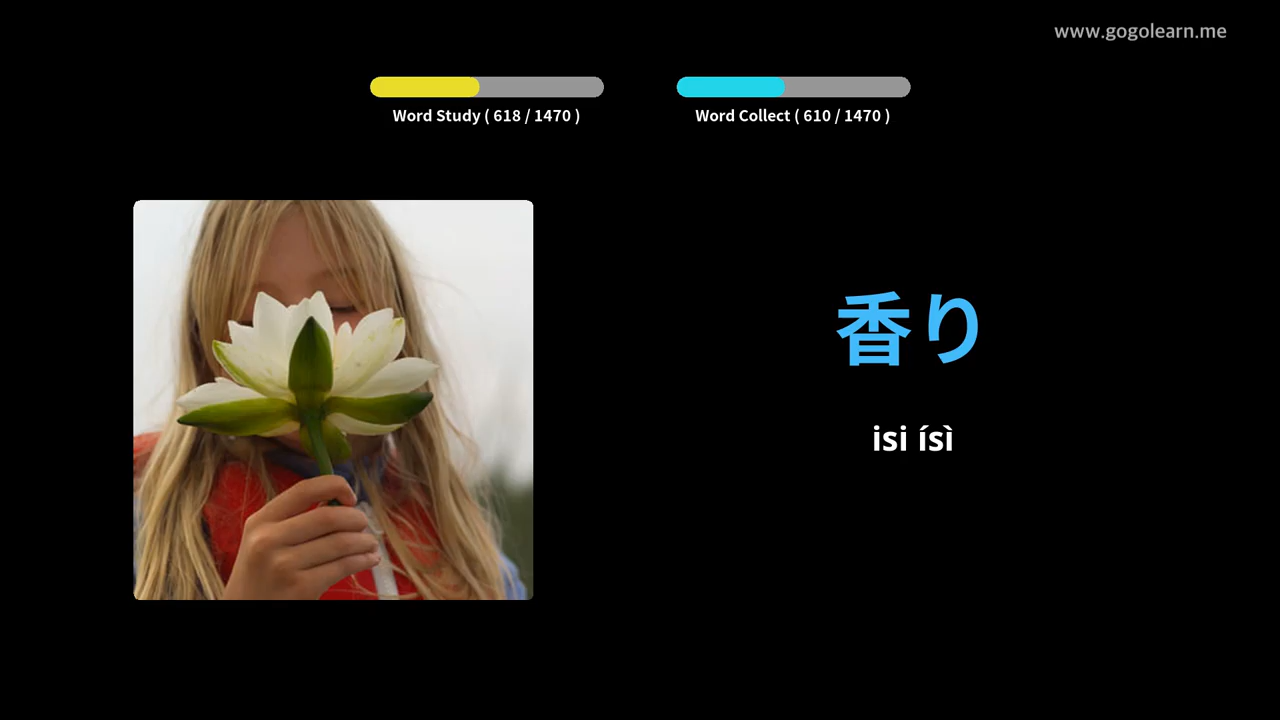 www.gogolearn.me
Word Study ( 618 / 1470 )
Word Collect ( 610 / 1470 )
香り
isi ísì